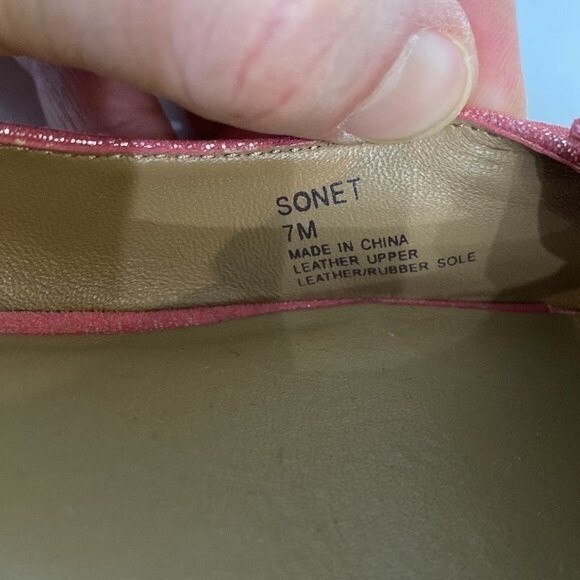 SONET
7M
MADE IN CHINA
LEATHER UPPER
LEATHER/RUBBER SOLE